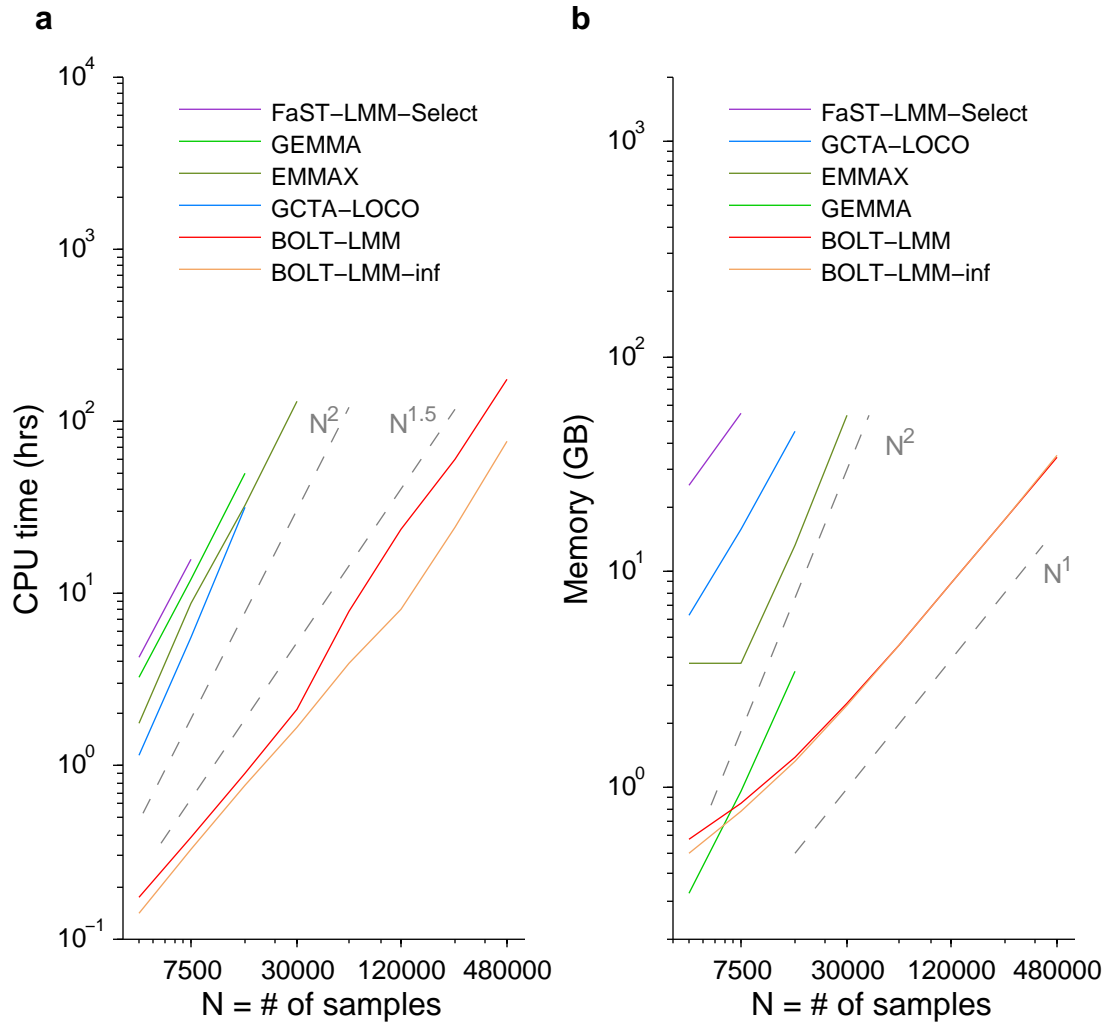 a
10^4
10^3
10^2
10^1
10^0
10^−1
CPU time (hrs)
FaST−LMM−Select
GEMMA
EMMAX
GCTA−LOCO
BOLT−LMM
BOLT−LMM−inf
N^2
N^1.5
7500
30000
120000
480000
N = # of samples
b
10^3
10^2
10^1
10^0
Memory (GB)
FaST−LMM−Select
GCTA−LOCO
EMMAX
GEMMA
BOLT−LMM
BOLT−LMM−inf
N^2
N^1
7500
30000
120000
480000
N = # of samples